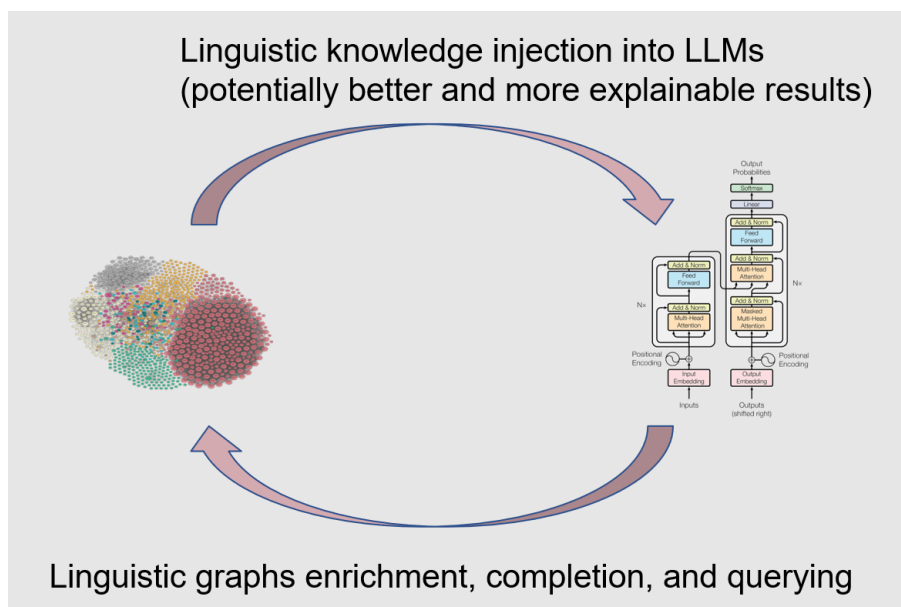 Linguistic knowledge injection into LLMs
(potentially better and more explainable results)
Output
Probabilities
Softmax
Linear
Add & Norm
Feed
Forward
Add & Norm
Multi-Head
Attention
Nx
Add & Norm
Masked
Multi-Head
Attention
Add & Norm
Feed
Forward
Nx
Add & Norm
Multi-Head
Attention
Positional
Encoding
Positional
Encoding
Input
Embedding
Output
Embedding
Inputs
Outputs
(shifted right)
Linguistic graphs enrichment, completion, and querying